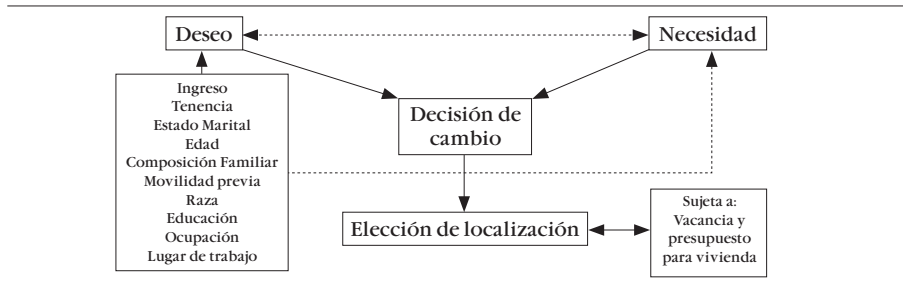 Deseo
Necesidad
Ingreso
Tenencia
Estado Marital
Edad
Composición Familiar
Movilidad previa
Raza
Educación
Ocupación
Lugar de trabajo
Decisión de
cambio
Elección de localización
Sujeta a:
Vacancia y
presupuesto
para vivienda